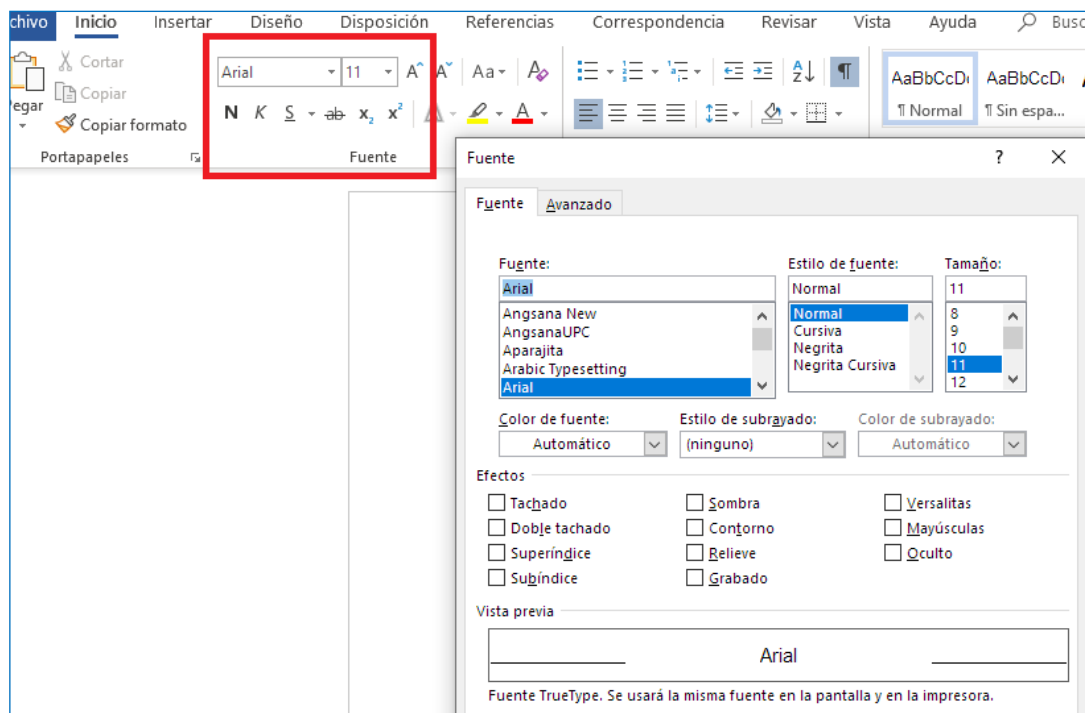 chivo Inicio Insertar Diseño Disposición Referencias Correspondencia Revisar Vista Ayuda Busc
Cortar
Copiar
egar
Copiar formato
Portapapeles
Arial 11 A A Aa A
N K S ab x₂ x² A A
Fuente
AaBbCcDi AaBbCcDi
¶ Normal ¶ Sin espa...
Fuente ? X
Fuente Avanzado
Fuente: Estilo de fuente: Tamaño:
Arial Normal 11
Angsana New Normal 8
AngsanaUPC Cursiva 9
Aparajita Negrita 10
Arabic Typesetting Negrita Cursiva 11
Arial 12
Color de fuente: Estilo de subrayado: Color de subrayado:
Automático (ninguno) Automático
Efectos
Tachado Sombra Versalitas
Doble tachado Contorno Mayúsculas
Superíndice Relieve Oculto
Subíndice Grabado
Vista previa
Arial
Fuente TrueType. Se usará la misma fuente en la pantalla y en la impresora.